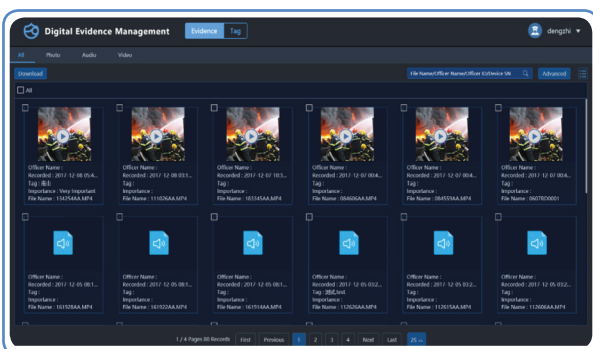 Digital Evidence Management
Evidence
Tag
dengzhi
All
Photo
Audio
Video
Download
File Name/Officer Name/Officer ID/Device SN
Advanced
All
Officer Name :
Recorded : 2017-12-08 05:4...
Tag :
Importance : Very Important
File Name : 134254AA.MP4
Officer Name :
Recorded : 2017-12-08 03:1...
Tag :
Importance :
File Name : 111026AA.MP4
Officer Name :
Recorded : 2017-12-07 10:3...
Tag :
Importance :
File Name : 183345AA.MP4
Officer Name :
Recorded : 2017-12-07 00:4...
Tag :
Importance :
File Name : 084606AA.MP4
Officer Name :
Recorded : 2017-12-07 00:4...
Tag :
Importance :
File Name : 084559AA.MP4
Officer Name :
Recorded : 2017-12-07 00:4...
Tag :
Importance :
File Name : 0607BD0001
Officer Name :
Recorded : 2017-12-05 08:1...
Tag :
Importance :
File Name : 161928AA.MP4
Officer Name :
Recorded : 2017-12-05 08:1...
Tag :
Importance :
File Name : 161922AA.MP4
Officer Name :
Recorded : 2017-12-05 08:1...
Tag :
Importance :
File Name : 161914AA.MP4
Officer Name :
Recorded : 2017-12-05 03:2...
Tag : 测试,test
Importance :
File Name : 112626AA.MP4
Officer Name :
Recorded : 2017-12-05 03:2...
Tag :
Importance :
File Name : 112615AA.MP4
Officer Name :
Recorded : 2017-12-05 03:2...
Tag :
Importance :
File Name : 112606AA.MP4
1 / 4 Pages 80 Records First Previous 1 2 3 4 Next Last 25